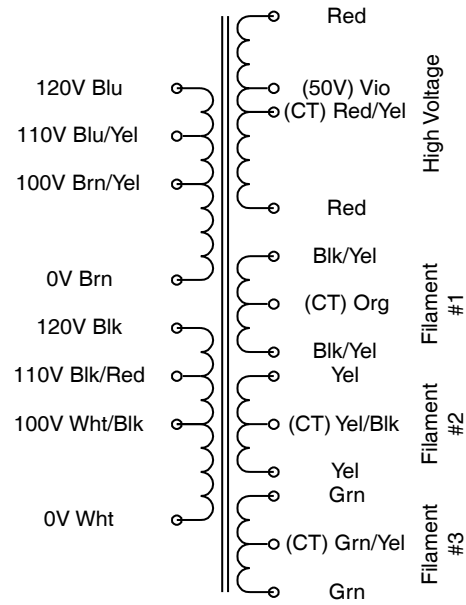 Red
120V Blu
(50V) Vio
110V Blu/Yel
(CT) Red/Yel
100V Brn/Yel
Red
High Voltage
0V Brn
Blk/Yel
(CT) Org
Blk/Yel
Filament
#1
120V Blk
110V Blk/Red
Yel
100V Wht/Blk
(CT) Yel/Blk
Yel
Filament
#2
0V Wht
Grn
(CT) Grn/Yel
Grn
Filament
#3